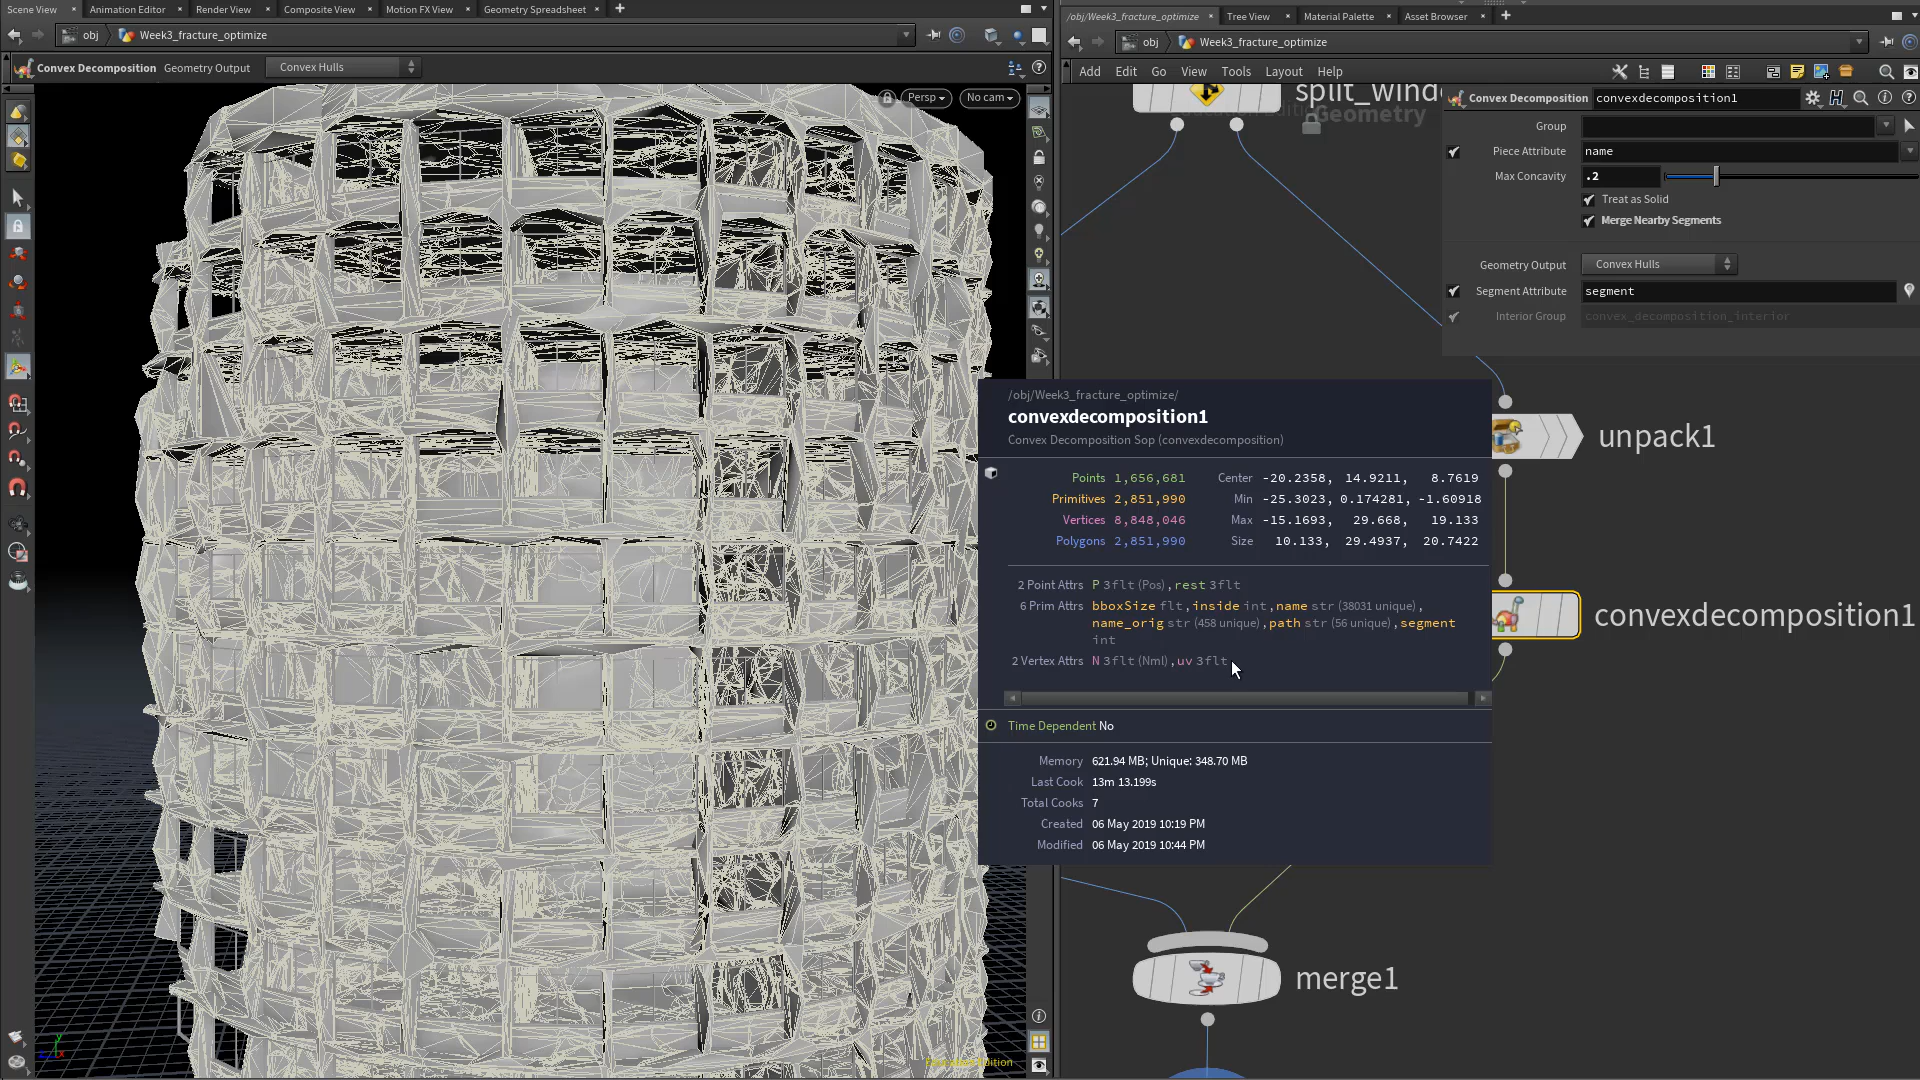 Scene View × Animation Editor × Render View × Composite View × Motion FX View × Geometry Spreadsheet × +
obj Week3_fracture_optimize
Convex Decomposition Geometry Output Convex Hulls
Persp No cam
/obj/Week3_fracture_optimize × Tree View × Material Palette × Asset Browser × +
obj Week3_fracture_optimize
Add Edit Go View Tools Layout Help
Geometry
Convex Decomposition convexdecomposition1
Group
Piece Attribute name
Max Concavity .2
Treat as Solid
Merge Nearby Segments
Geometry Output Convex Hulls
Segment Attribute segment
Interior Group convex_decomposition_interior
/obj/Week3_fracture_optimize/
convexdecomposition1
Convex Decomposition Sop (convexdecomposition)
Points 1,656,681 Center -20.2358, 14.9211, 8.7619
Primitives 2,851,990 Min -25.3023, 0.174281, -1.60918
Vertices 8,848,046 Max -15.1693, 29.668, 19.133
Polygons 2,851,990 Size 10.133, 29.4937, 20.7422
2 Point Attrs P 3flt (Pos), rest 3flt
6 Prim Attrs bboxSize flt, inside int, name str (38031 unique),
name_orig str (458 unique), path str (56 unique), segment
int
2 Vertex Attrs N 3flt (Nml), uv 3flt
Time Dependent No
Memory 621.94 MB; Unique: 348.70 MB
Last Cook 13m 13.199s
Total Cooks 7
Created 06 May 2019 10:19 PM
Modified 06 May 2019 10:44 PM
unpack1
convexdecomposition1
merge1